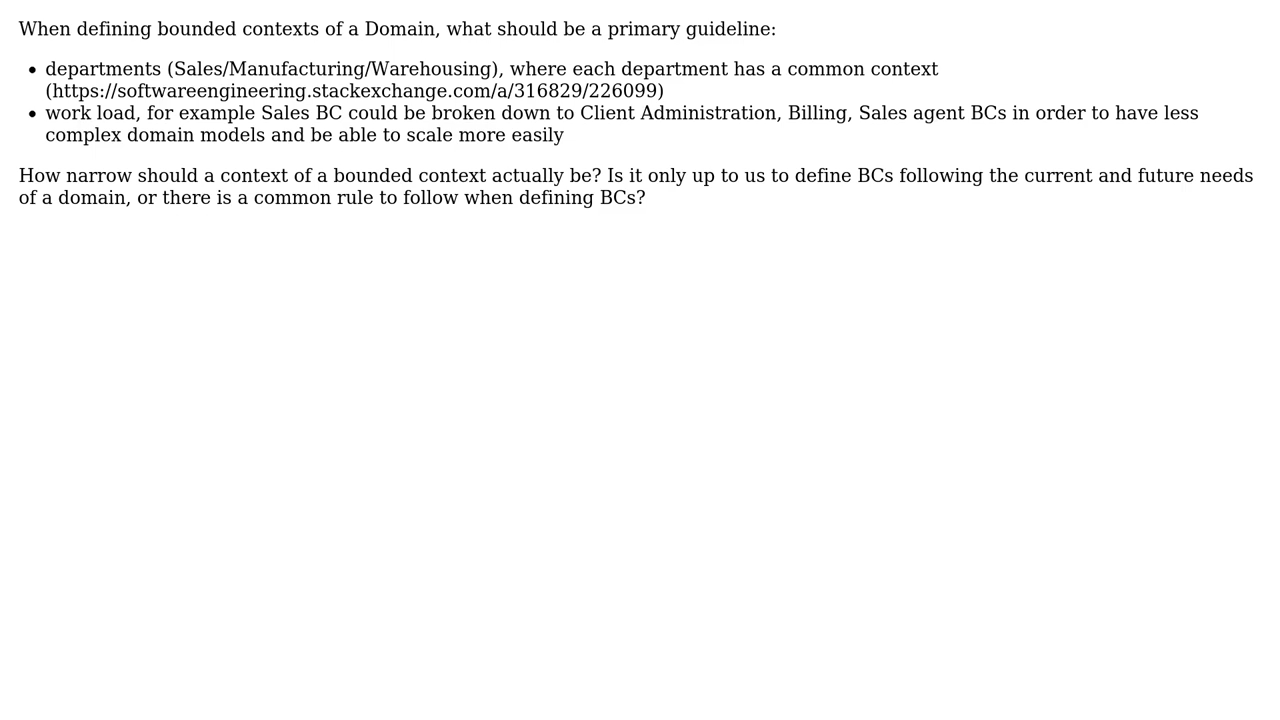 When defining bounded contexts of a Domain, what should be a primary guideline:
• departments (Sales/Manufacturing/Warehousing), where each department has a common context
(https://softwareengineering.stackexchange.com/a/316829/226099)
• work load, for example Sales BC could be broken down to Client Administration, Billing, Sales agent BCs in order to have less
complex domain models and be able to scale more easily
How narrow should a context of a bounded context actually be? Is it only up to us to define BCs following the current and future needs
of a domain, or there is a common rule to follow when defining BCs?